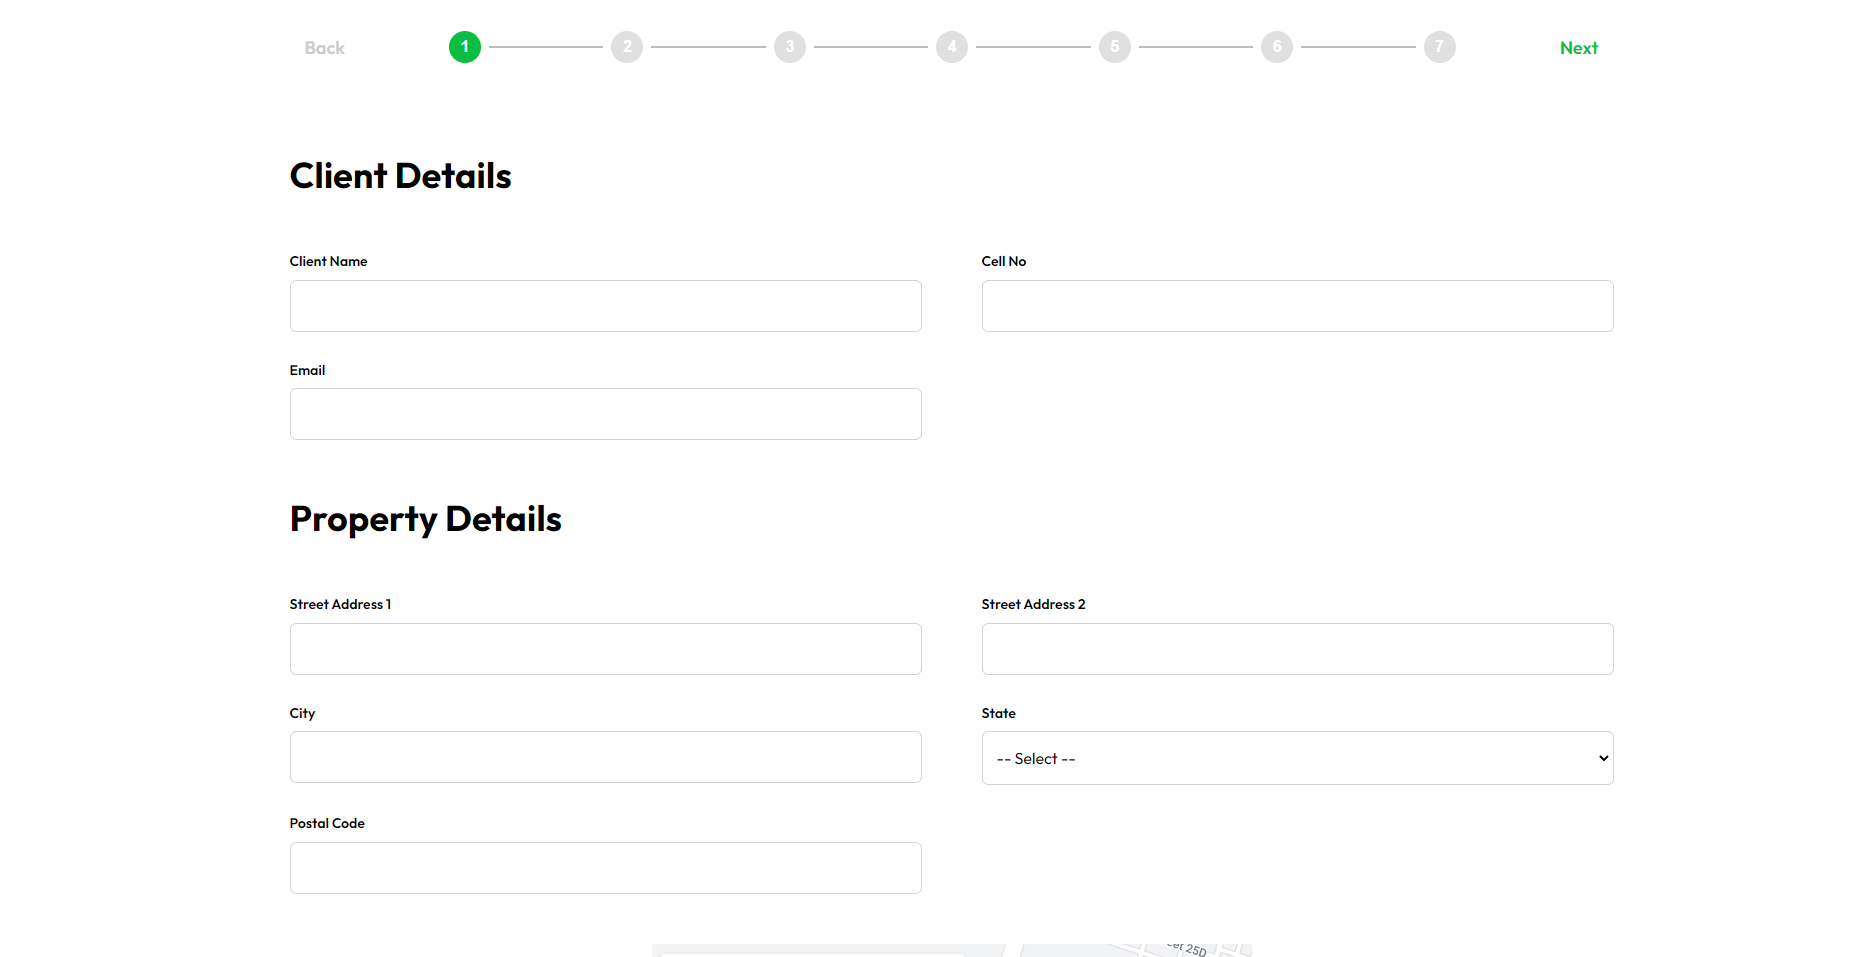 Back 1 2 3 4 5 6 7 Next
Client Details
Client Name Cell No
Email
Property Details
Street Address 1 Street Address 2
City State
-- Select --
Postal Code
25D